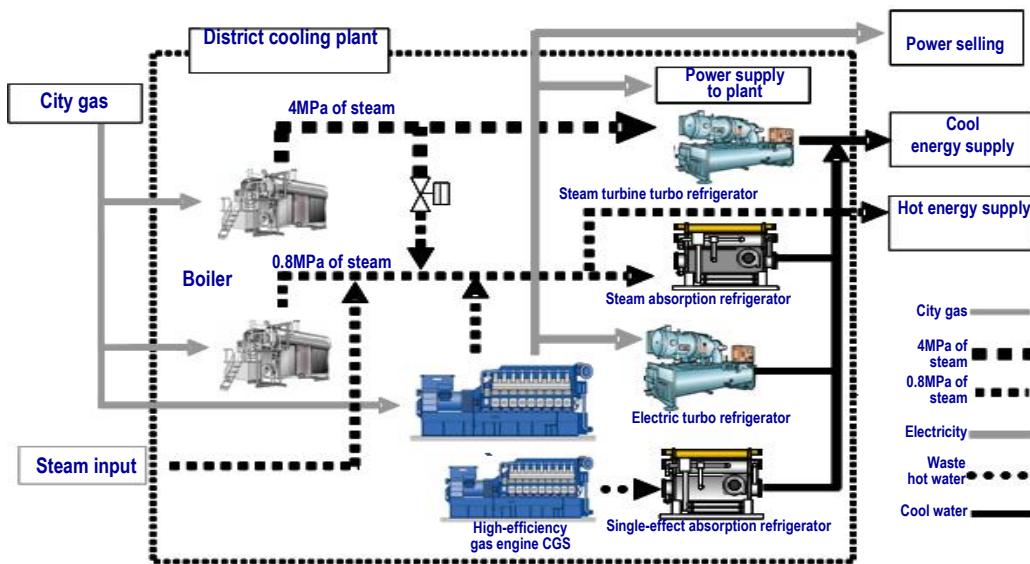 District cooling plant
Power selling
Power supply
to plant
City gas
4MPa of steam
Cool
energy supply
Steam turbine turbo refrigerator
Hot energy supply
0.8MPa of steam
Boiler
Steam absorption refrigerator
City gas
4MPa of
steam
0.8MPa of
steam
Electric turbo refrigerator
Electricity
Steam input
Waste
hot water
High-efficiency
gas engine CGS
Single-effect absorption refrigerator
Cool water